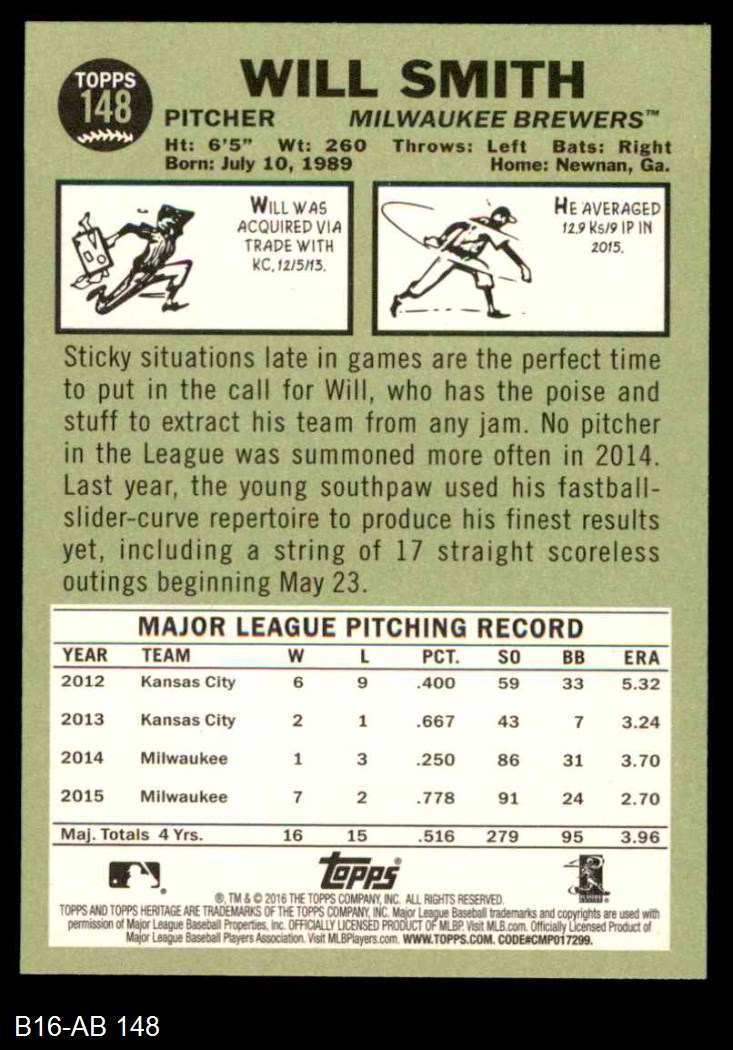 TOPPS
148
WILL SMITH
PITCHER MILWAUKEE BREWERS™
Ht: 6'5" Wt: 260 Throws: Left Bats: Right
Born: July 10, 1989 Home: Newnan, Ga.
WILL WAS
ACQUIRED VIA
TRADE WITH
KC, 12/5/13.
HE AVERAGED
12.9 Ks/9 IP IN
2015.
Sticky situations late in games are the perfect time
to put in the call for Will, who has the poise and
stuff to extract his team from any jam. No pitcher
in the League was summoned more often in 2014.
Last year, the young southpaw used his fastball-
slider-curve repertoire to produce his finest results
yet, including a string of 17 straight scoreless
outings beginning May 23.
MAJOR LEAGUE PITCHING RECORD
YEAR TEAM W L PCT. SO BB ERA
2012 Kansas City 6 9 .400 59 33 5.32
2013 Kansas City 2 1 .667 43 7 3.24
2014 Milwaukee 1 3 .250 86 31 3.70
2015 Milwaukee 7 2 .778 91 24 2.70
Maj. Totals 4 Yrs. 16 15 .516 279 95 3.96
Topps®
®, TM & © 2016 THE TOPPS COMPANY, INC. ALL RIGHTS RESERVED.
TOPPS AND TOPPS HERITAGE ARE TRADEMARKS OF THE TOPPS COMPANY, INC. Major League Baseball trademarks and copyrights are used with
permission of Major League Baseball Properties, Inc. OFFICIALLY LICENSED PRODUCT OF MLBP. Visit MLB.com. Officially Licensed Product of
Major League Baseball Players Association. Visit MLBPlayers.com. WWW.TOPPS.COM. CODE#CMP017299.
B16-AB 148